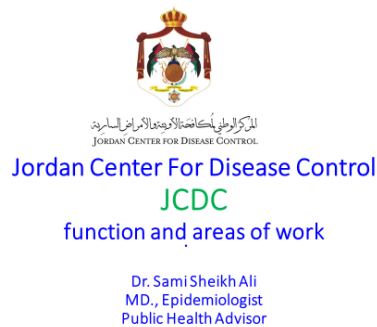 المركز الوطني لمكافحة الأوبئة والأمراض السارية
JORDAN CENTER FOR DISEASE CONTROL
Jordan Center For Disease Control
JCDC
function and areas of work
.
Dr. Sami Sheikh Ali
MD., Epidemiologist
Public Health Advisor